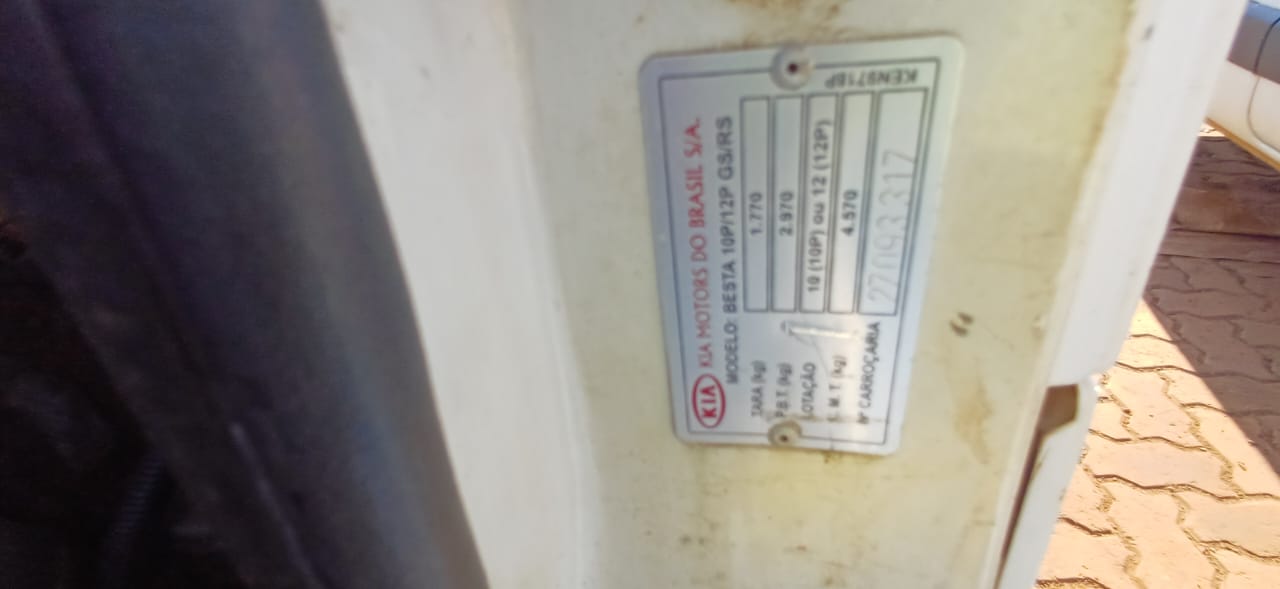 KIA KIA MOTORS DO BRASIL S/A.
MODELO: BESTA 10P/12P GS/RS
TARA (kg) 1.770
P.B.T. (kg) 2.970
LOTAÇÃO 10 (10P) ou 12 (12P)
C. M. T. (kg) 4.570
Nº CARROÇARIA 27093317
KEN971BP